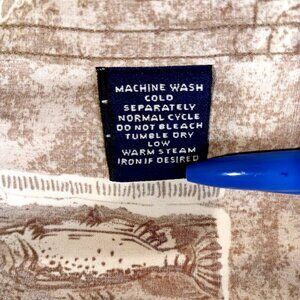 MACHINE WASH
COLD
SEPARATELY
NORMAL CYCLE
DO NOT BLEACH
TUMBLE DRY
LOW
WARM STEAM
IRON IF DESIRED